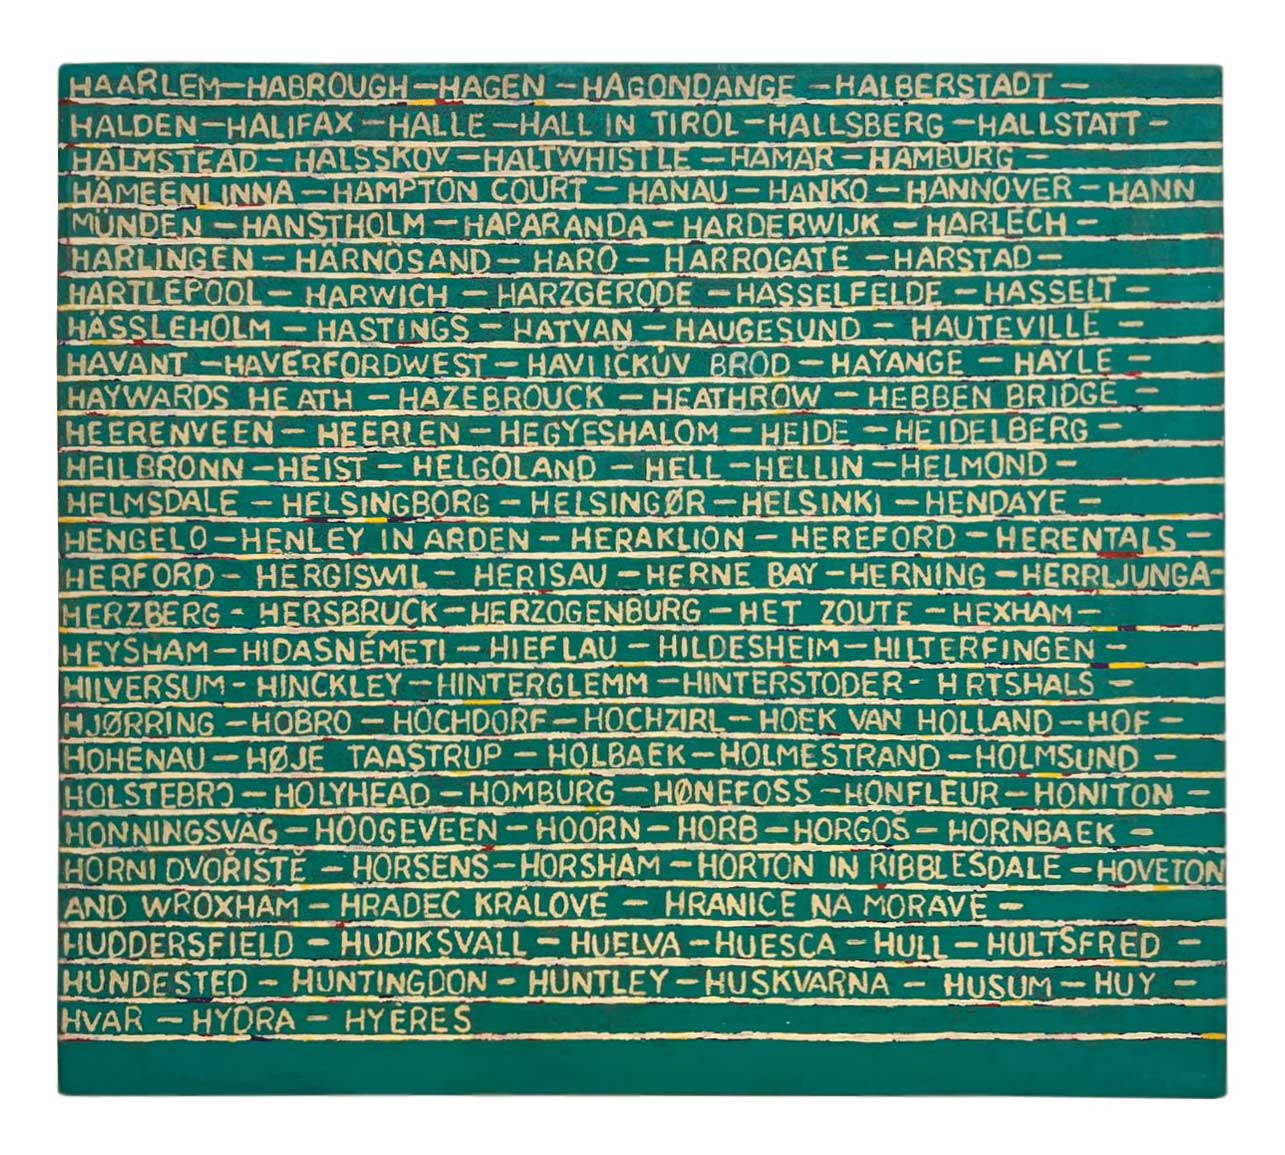 HAARLEM—HABROUGH—HAGEN — HAGONDANGE — HALBERSTADT —
HALDEN—HALIFAX — HALLE—HALL IN TIROL—HALLSBERG—HALLSTATT —
HALMSTEAD — HALSSKOV —HALTWHISTLE — HAMAR — HAMBURG —
HÄMEENLINNA — HAMPTON COURT — HANAU — HANKO — HANNOVER — HANN
MÜNDEN — HANSTHOLM — HAPARANDA— HARDERWIJK — HARLECH —
HARLINGEN — HÄRNÖSAND— HARO — HARROGATE — HARSTAD—
HARTLEPOOL— HARWICH — HARZGERODE — HASSELFELDE — HASSELT —
HÄSSLEHOLM — HASTINGS — HATVAN — HAUGESUND — HAUTEVILLE —
HAVANT —HAVERFORDWEST — HAVLIČKŮV BROD — HAYANGE — HAYLE —
HAYWARDS HEATH — HAZEBROUCK — HEATHROW — HEBBEN BRIDGE —
HEERENVEEN — HEERLEN — HEGYESHALOM — HEIDE — HEIDELBERG —
HEILBRONN — HEIST — HELGOLAND — HELL — HELLIN — HELMOND —
HELMSDALE — HELSINGBORG — HELSINGØR — HELSINKI — HENDAYE —
HENGELO—HENLEY IN ARDEN — HERAKLION — HEREFORD — HERENTALS —
HERFORD — HERGISWIL — HERISAU — HERNE BAY — HERNING —HERRLJUNGA—
HERZBERG - HERSBRUCK — HERZOGENBURG — HET ZOUTE — HEXHAM—
HEYSHAM— HIDASNÉMETI — HIEFLAU — HILDESHEIM — HILTERFINGEN —
HILVERSUM — HINCKLEY—HINTERGLEMM — HINTERSTODER - HIRTSHALS —
HJØRRING — HOBRO — HOCHDORF — HOCHZIRL— HOEK VAN HOLLAND — HOF —
HOHENAU — HØJE TAASTRUP — HOLBAEK — HOLMESTRAND — HOLMSUND —
HOLSTEBRO — HOLYHEAD — HOMBURG — HØNEFOSS —HONFLEUR — HONITON —
HONNINGSVÅG —HOOGEVEEN — HOORN — HORB — HORGOŠ — HORNBAEK —
HORNI DVOŘIŠTĚ — HORSENS—HORSHAM — HORTON IN RIBBLESDALE —HOVETON
AND WROXHAM— HRADEC KRÁLOVÉ — HRANICE NA MORAVE —
HUDDERSFIELD — HUDIKSVALL — HUELVA —HUESCA — HULL — HULTSFRED —
HUNDESTED — HUNTINGDON — HUNTLEY — HUSKVARNA — HUSUM — HUY —
HVAR — HYDRA — HYÈRES